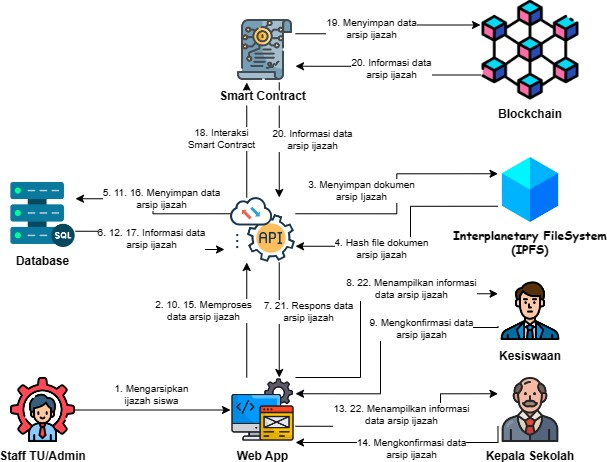 19. Menyimpan data
arsip ijazah
20. Informasi data
arsip ijazah
Smart Contract
Blockchain
18. Interaksi
Smart Contract
20. Informasi data
arsip ijazah
5. 11. 16. Menyimpan data
arsip Ijazah
3. Menyimpan dokumen
arsip Ijazah
SQL
API
6. 12. 17. Informasi data
arsip ijazah
4. Hash file dokumen
arsip ijazah
Database
Interplanetary FileSystem
(IPFS)
2. 10. 15. Memproses
data arsip ijazah
7. 21. Respons data
arsip ijazah
8. 22. Menampilkan informasi
data arsip ijazah
9. Mengkonfirmasi data
arsip ijazah
Kesiswaan
1. Mengarsipkan
ijazah siswa
</>
13. 22. Menampilkan informasi
data arsip ijazah
14. Mengkonfirmasi data
arsip ijazah
Staff TU/Admin
Web App
Kepala Sekolah